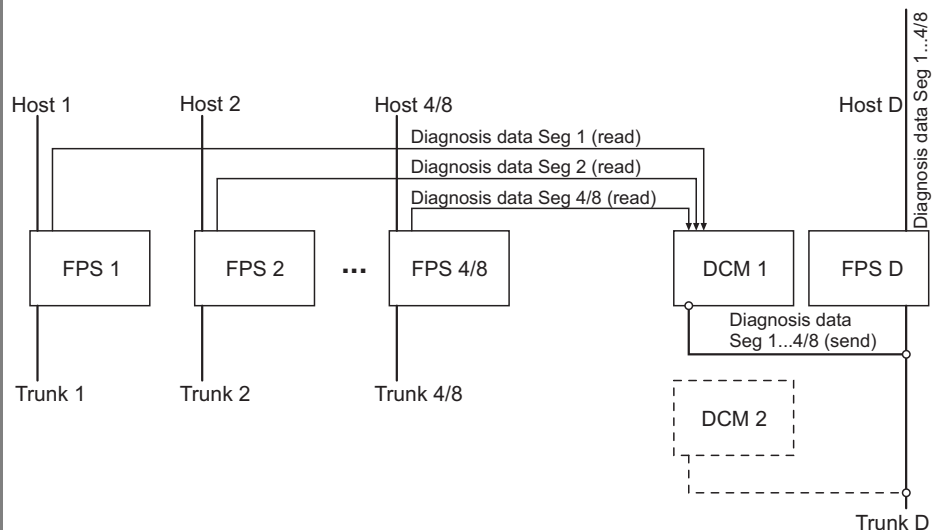 Diagnosis data Seg 1...4/8
Host 1
Host 2
Host 4/8
Host D
Diagnosis data Seg 1 (read)
Diagnosis data Seg 2 (read)
Diagnosis data Seg 4/8 (read)
FPS 1
FPS 2
...
FPS 4/8
DCM 1
FPS D
Diagnosis data
Seg 1...4/8 (send)
Trunk 1
Trunk 2
Trunk 4/8
DCM 2
Trunk D